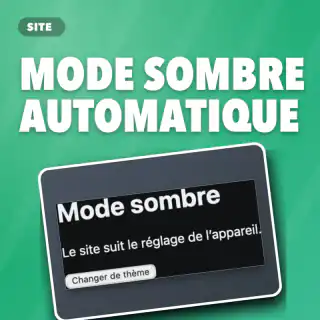 SITE
MODE SOMBRE
AUTOMATIQUE
Mode sombre
Le site suit le réglage de l'appareil.
Changer de thème